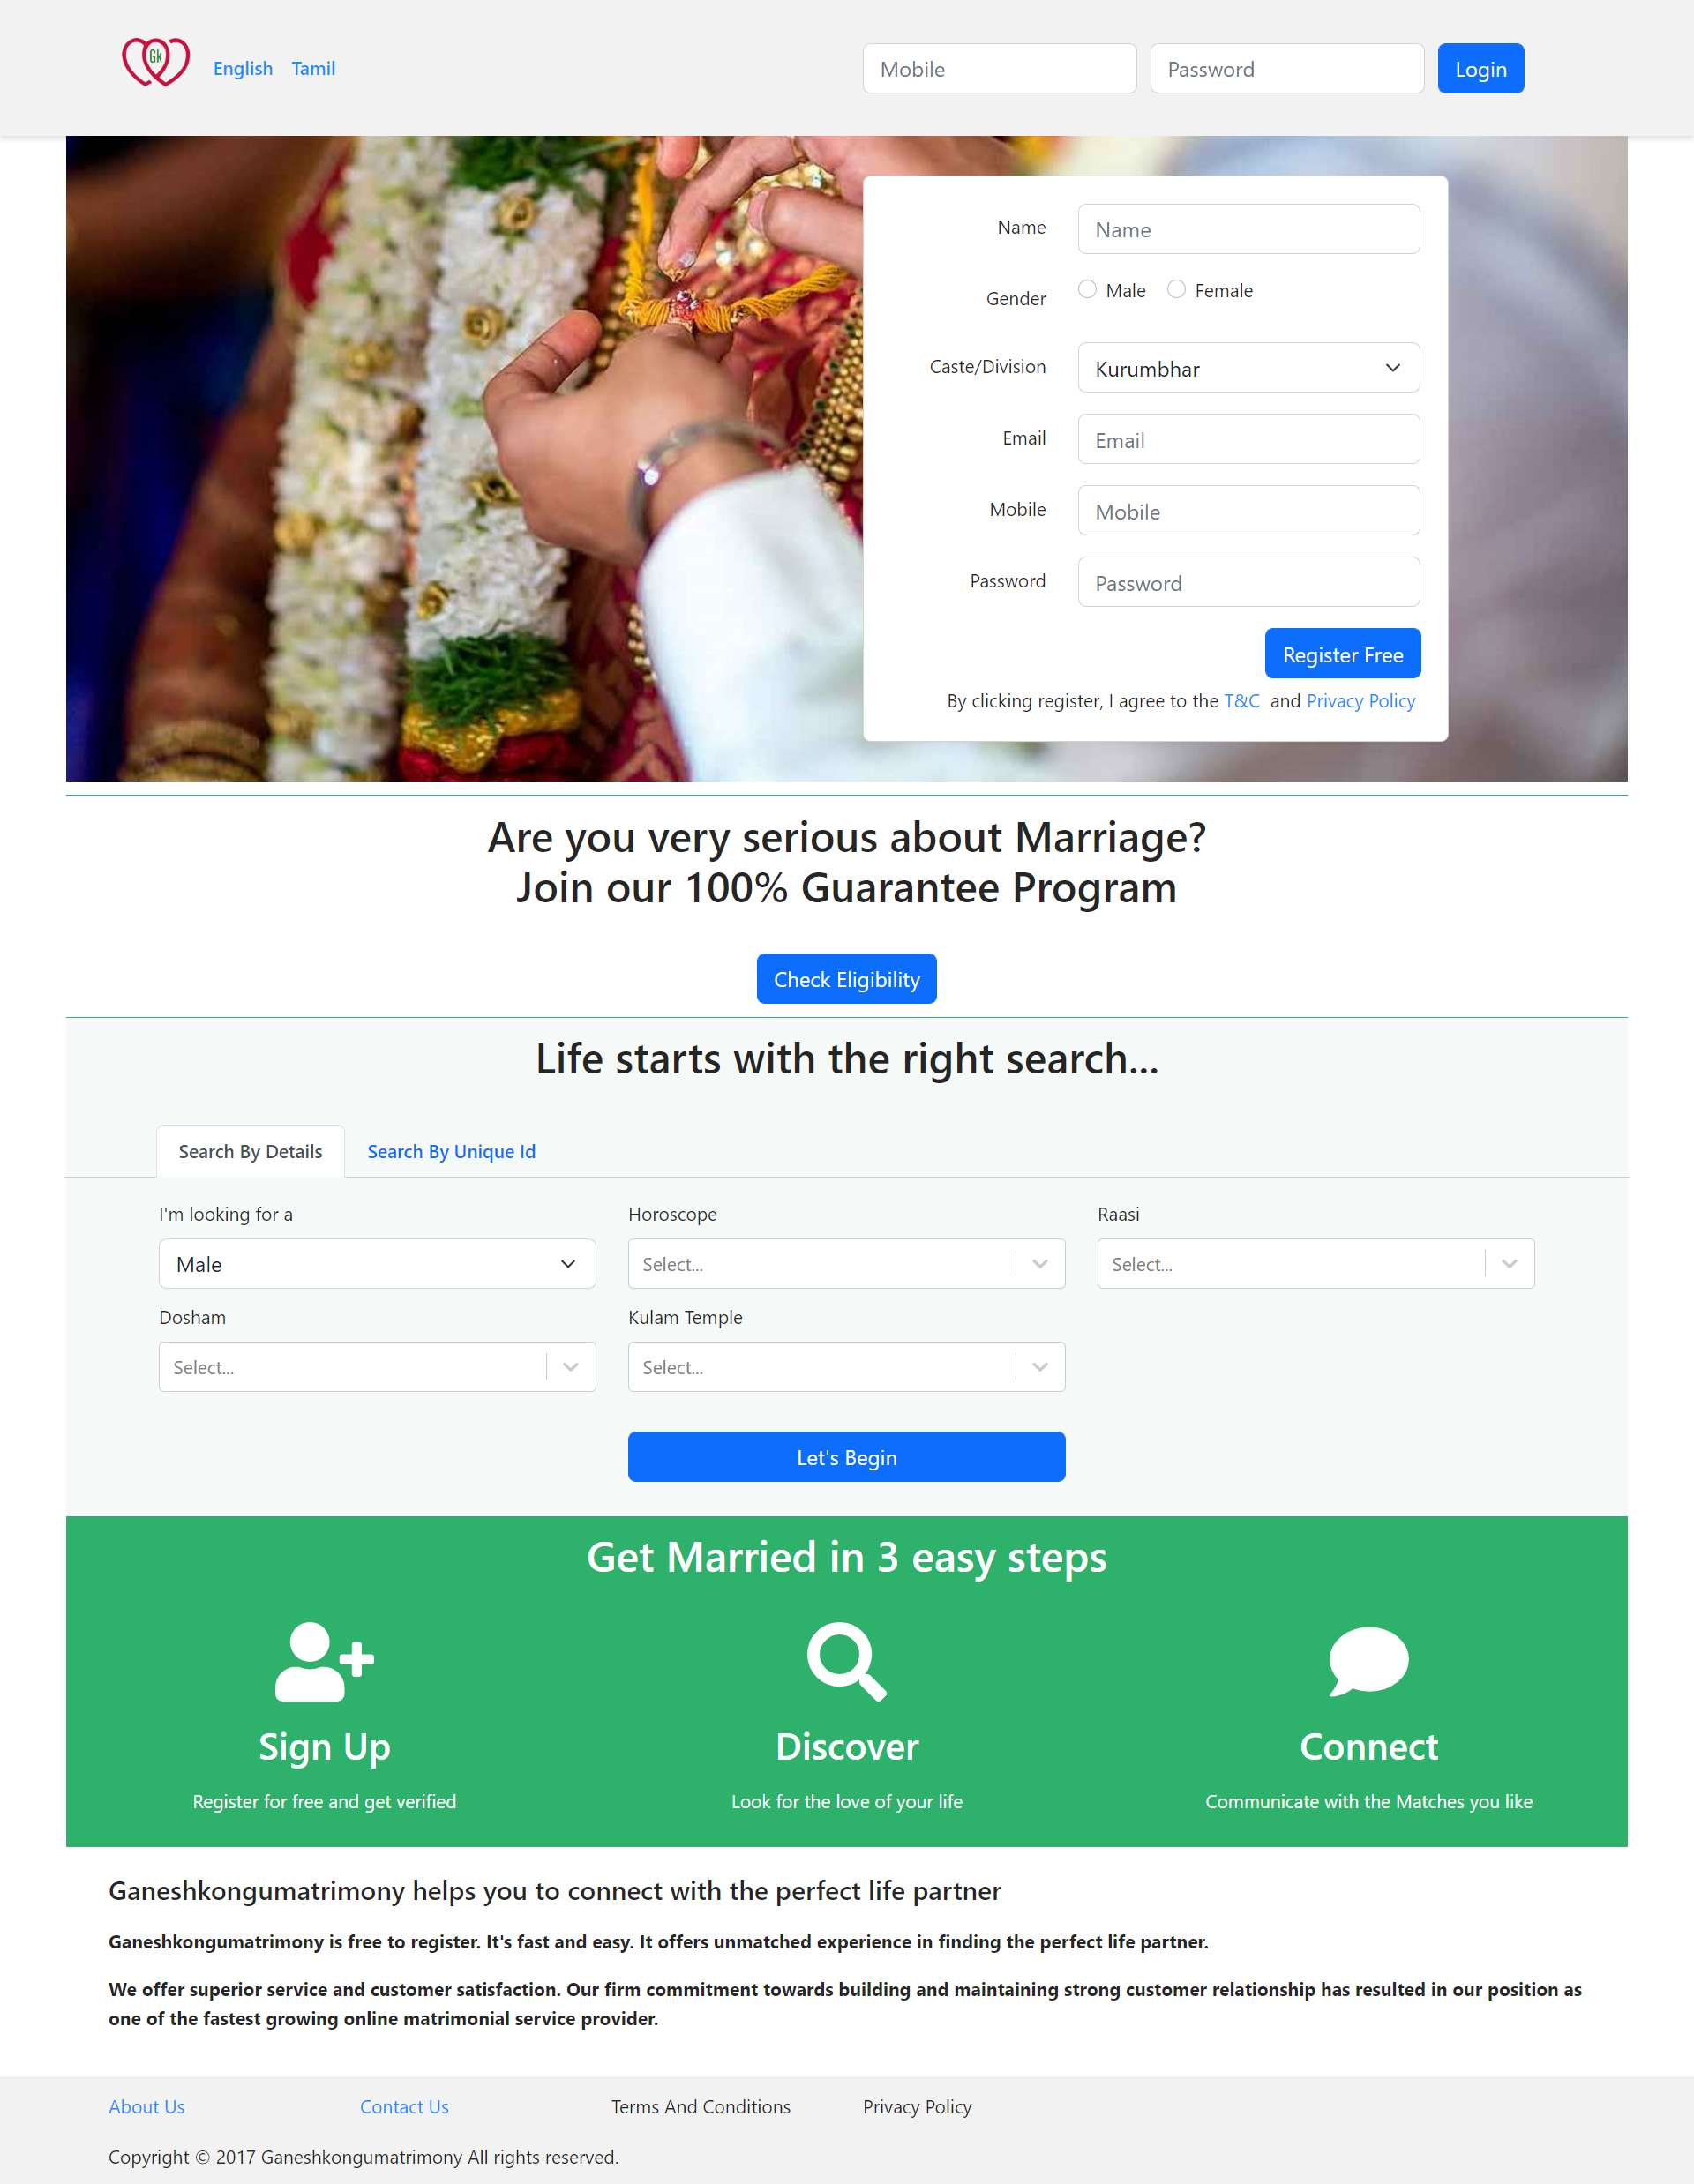 Gk
English Tamil
Mobile Password Login
Name Name
Gender Male Female
Caste/Division Kurumbhar
Email Email
Mobile Mobile
Password Password
Register Free
By clicking register, I agree to the T&C and Privacy Policy
Are you very serious about Marriage?
Join our 100% Guarantee Program
Check Eligibility
Life starts with the right search...
Search By Details Search By Unique Id
I'm looking for a Horoscope Raasi
Male Select... Select...
Dosham Kulam Temple
Select... Select...
Let's Begin
Get Married in 3 easy steps
Sign Up Discover Connect
Register for free and get verified Look for the love of your life Communicate with the Matches you like
Ganeshkongumatrimony helps you to connect with the perfect life partner
Ganeshkongumatrimony is free to register. It's fast and easy. It offers unmatched experience in finding the perfect life partner.
We offer superior service and customer satisfaction. Our firm commitment towards building and maintaining strong customer relationship has resulted in our position as
one of the fastest growing online matrimonial service provider.
About Us Contact Us Terms And Conditions Privacy Policy
Copyright © 2017 Ganeshkongumatrimony All rights reserved.